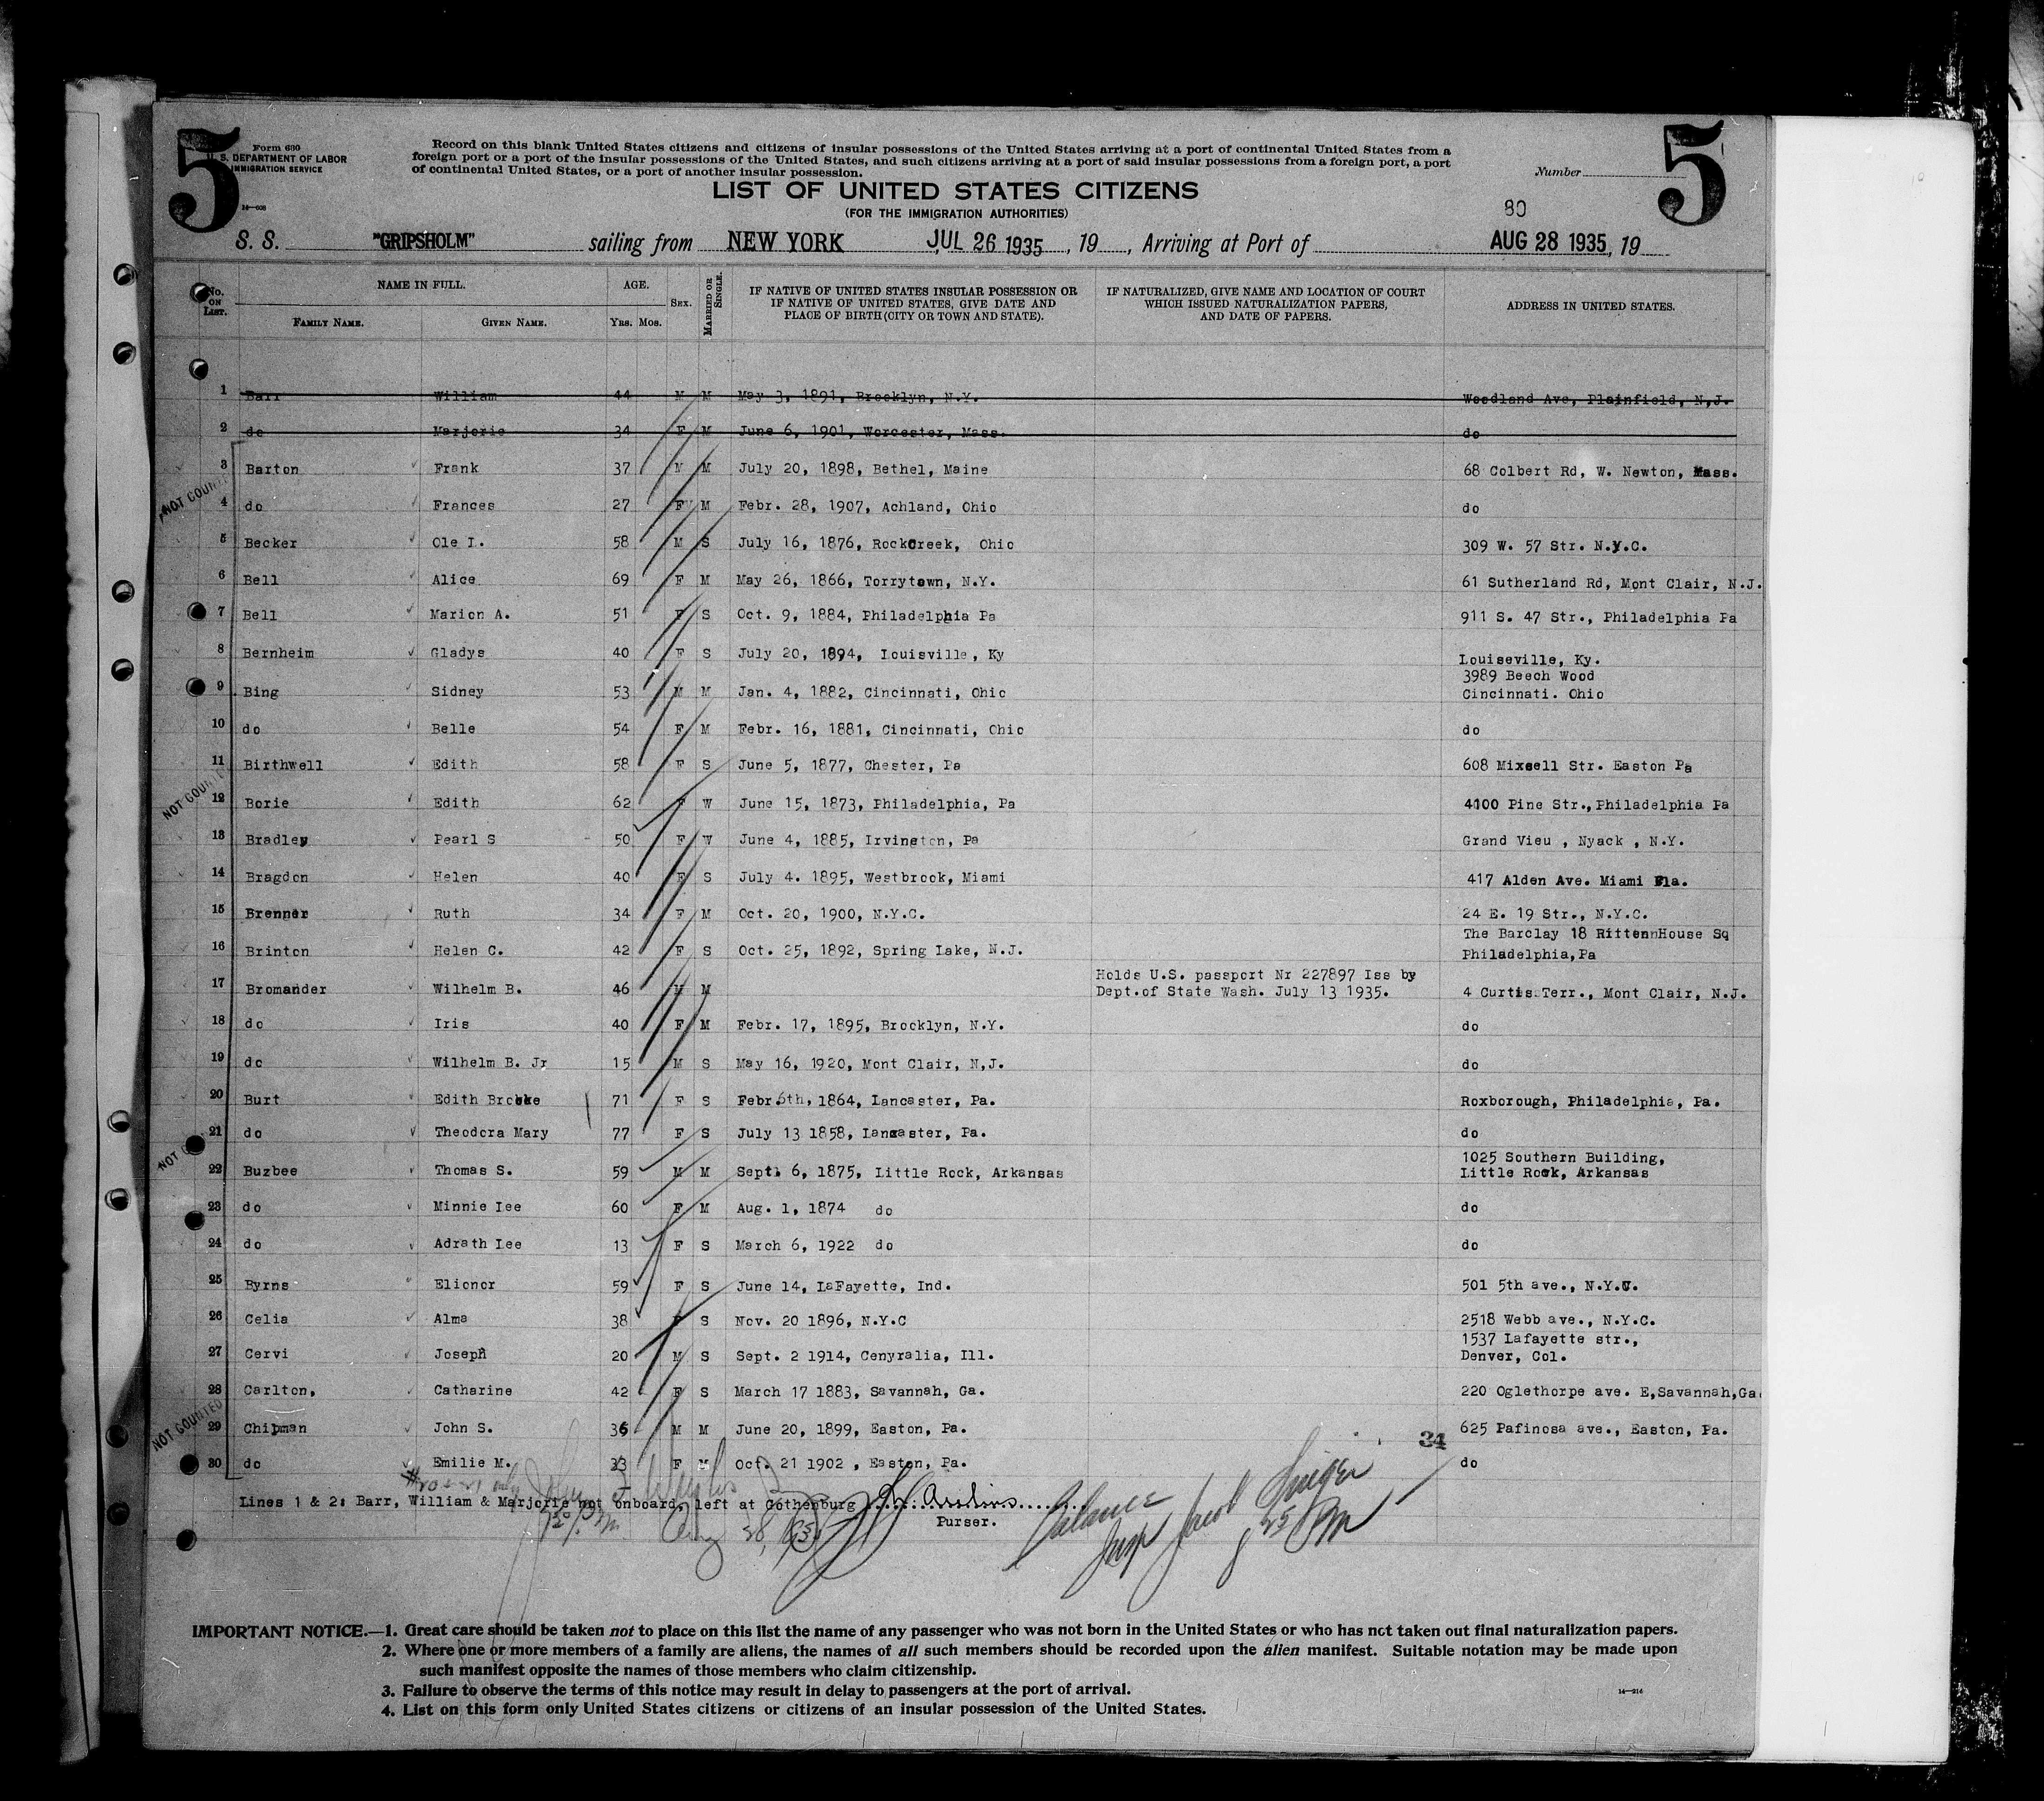 5
Form 630
U. S. DEPARTMENT OF LABOR
IMMIGRATION SERVICE
Record on this blank United States citizens and citizens of insular possessions of the United States arriving at a port of continental United States from a
foreign port or a port of the insular possessions of the United States, and such citizens arriving at a port of said insular possessions from a foreign port, a port
of continental United States, or a port of another insular possession.
Number
5
LIST OF UNITED STATES CITIZENS
(FOR THE IMMIGRATION AUTHORITIES)
80
S. S. "GRIPSHOLM" sailing from NEW YORK, JUL 26 1935, 19, Arriving at Port of AUG 28 1935, 19
No. ON LIST. NAME IN FULL. AGE. SEX. MARRIED OR SINGLE. IF NATIVE OF UNITED STATES INSULAR POSSESSION OR IF NATIVE OF UNITED STATES, GIVE DATE AND PLACE OF BIRTH (CITY OR TOWN AND STATE). IF NATURALIZED, GIVE NAME AND LOCATION OF COURT WHICH ISSUED NATURALIZATION PAPERS, AND DATE OF PAPERS. ADDRESS IN UNITED STATES.
FAMILY NAME. GIVEN NAME. YRS. MOS.
1 Barr William 44 M M May 3, 1891, Brocklyn, N.Y. Woodland Ave, Plainfield, N,J.
2 do Marjorie 34 F M June 6, 1901, Worcester, Mass. do
3 Barton Frank 37 M M July 20, 1898, Bethel, Maine 68 Colbert Rd, W. Newton, Mass.
NOT COUNTED
4 do Frances 27 F M Febr. 28, 1907, Achland, Ohio do
5 Becker Ole I. 58 M S July 16, 1876, Rockcreek, Ohio 309 W. 57 Str. N.Y.C.
6 Bell Alice 69 F M May 26, 1866, Torrytown, N.Y. 61 Sutherland Rd, Mont Clair, N.J.
7 Bell Marion A. 51 F S Oct. 9, 1884, Philadelphia Pa 911 S. 47 Str., Philadelphia Pa
8 Bernheim Gladys 40 F S July 20, 1894, Louisville, Ky Louiseville, Ky.
3989 Beech Wood
9 Bing Sidney 53 M M Jan. 4, 1882, Cincinnati, Ohio Cincinnati. Ohio
10 do Belle 54 F M Febr. 16, 1881, Cincinnati, Ohio do
11 Birthwell Edith 58 F S June 5, 1877, Chester, Pa 608 Mixsell Str. Easton Pa
NOT COUNTED
12 Borie Edith 62 F W June 15, 1873, Philadelphia, Pa 4100 Pine Str., Philadelphia Pa
13 Bradley Pearl S 50 F W June 4, 1885, Irvington, Pa Grand Vieu , Nyack , N.Y.
14 Bragdon Helen 40 F S July 4. 1895, Westbrook, Miami 417 Alden Ave. Miami Fla.
15 Brenner Ruth 34 F M Oct. 20, 1900, N.Y.C. 24 E. 19 Str., N.Y.C.
The Barclay 18 RittennHouse Sq
16 Brinton Helen C. 42 F S Oct. 25, 1892, Spring Lake, N.J. Philadelphia,Pa
Holds U.S. passport Nr 227897 Iss by
17 Bromander Wilhelm B. 46 M M Dept.of State Wash. July 13 1935. 4 Curtis Terr., Mont Clair, N.J.
18 do Iris 40 F M Febr. 17, 1895, Brocklyn, N.Y. do
19 do Wilhelm B. Jr 15 M S May 16, 1920, Mont Clair, N,J. do
20 Burt Edith Brooke 71 F S Febr.6th, 1864, Lancaster, Pa. Roxborough, Philadelphia, Pa.
21 do Theodora Mary 77 F S July 13 1858, Lancaster, Pa. do
NOT
1025 Southern Building,
22 Buzbee Thomas S. 59 M M Sept. 6, 1875, Little Rock, Arkansas Little Rock, Arkansas
23 do Minnie Lee 60 F M Aug. 1, 1874 do do
24 do Adrath Lee 13 F S March 6, 1922 do do
25 Byrns Elionor 59 F S June 14, LaFayette, Ind. 501 5th ave., N.Y.C.
26 Celia Alma 38 F S Nov. 20 1896, N.Y.C 2518 Webb ave., N.Y.C.
1537 Lafayette str.,
27 Cervi Joseph 20 M S Sept. 2 1914, Cenyralia, Ill. Denver, Col.
28 Carlton, Catharine 42 F S March 17 1883, Savannah, Ga. 220 Oglethorpe ave. E,Savannah,Ga.
NOT COUNTED
29 Chipman John S. 36 M M June 20, 1899, Easton, Pa. 625 Pafinosa ave., Easton, Pa.
34
30 do Emilie M. 33 F M Oct. 21 1902 , Easton, Pa. do
Lines 1 & 2: Barr, William & Marjorie not onboard, left at Gothenburg
Purser.
Aug 28, 1935
Balance
Insp Jacob
8 25 PM
IMPORTANT NOTICE.—1. Great care should be taken not to place on this list the name of any passenger who was not born in the United States or who has not taken out final naturalization papers.
2. Where one or more members of a family are aliens, the names of all such members should be recorded upon the alien manifest. Suitable notation may be made upon
such manifest opposite the names of those members who claim citizenship.
3. Failure to observe the terms of this notice may result in delay to passengers at the port of arrival.
4. List on this form only United States citizens or citizens of an insular possession of the United States.
14—214